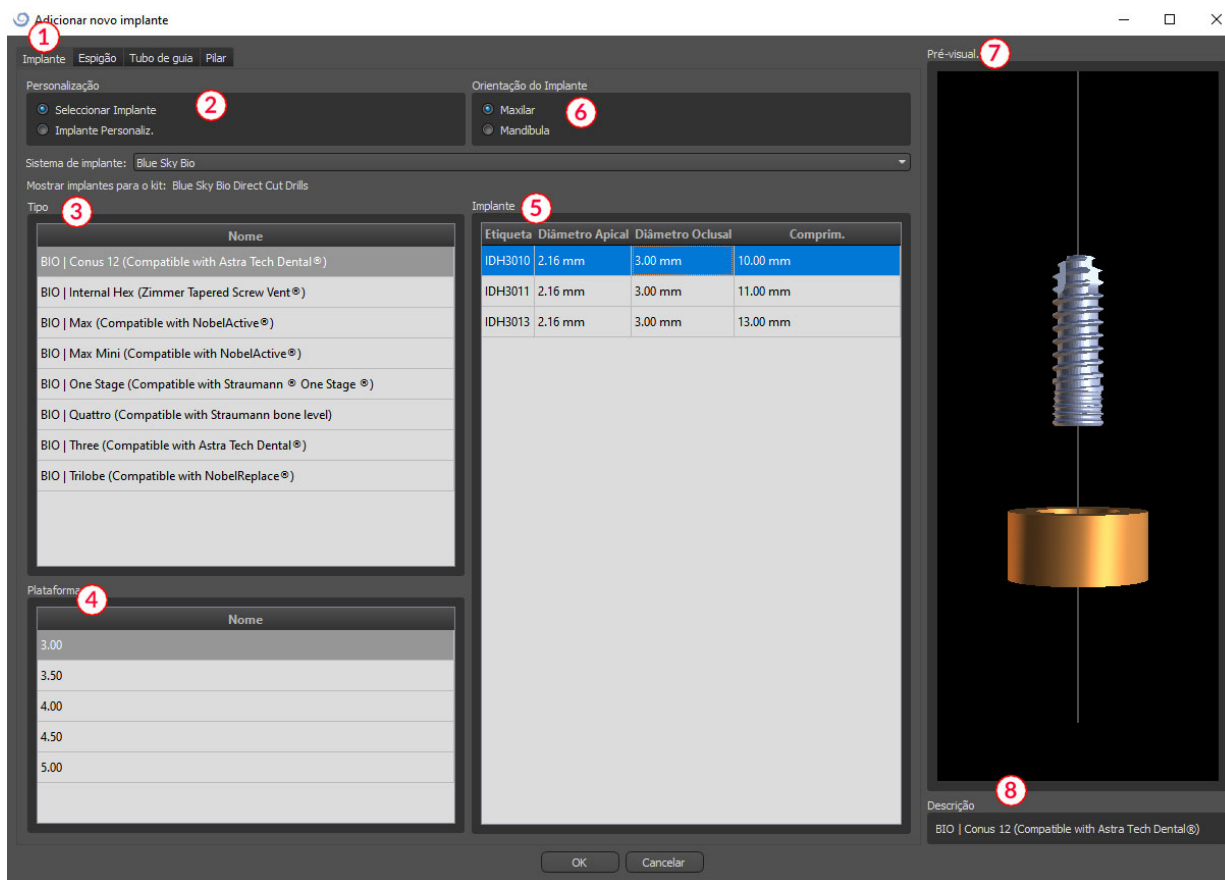 Adicionar novo implante
1
Implante Espigão Tubo de guia Pilar
Pré-visual. 7
Personalização
Seleccionar Implante
Implante Personaliz.
2
Orientação do Implante
Maxilar
Mandíbula
6
Sistema de implante: Blue Sky Bio
Mostrar implantes para o kit: Blue Sky Bio Direct Cut Drills
Tipo 3
Nome
BIO | Conus 12 (Compatible with Astra Tech Dental®)
BIO | Internal Hex (Zimmer Tapered Screw Vent®)
BIO | Max (Compatible with NobelActive®)
BIO | Max Mini (Compatible with NobelActive®)
BIO | One Stage (Compatible with Straumann ® One Stage ®)
BIO | Quattro (Compatible with Straumann bone level)
BIO | Three (Compatible with Astra Tech Dental®)
BIO | Trilobe (Compatible with NobelReplace®)
Plataforma 4
Nome
3.00
3.50
4.00
4.50
5.00
Implante 5
Etiqueta Diâmetro Apical Diâmetro Oclusal Comprim.
IDH3010 2.16 mm 3.00 mm 10.00 mm
IDH3011 2.16 mm 3.00 mm 11.00 mm
IDH3013 2.16 mm 3.00 mm 13.00 mm
8
Descrição
BIO | Conus 12 (Compatible with Astra Tech Dental®)
OK Cancelar